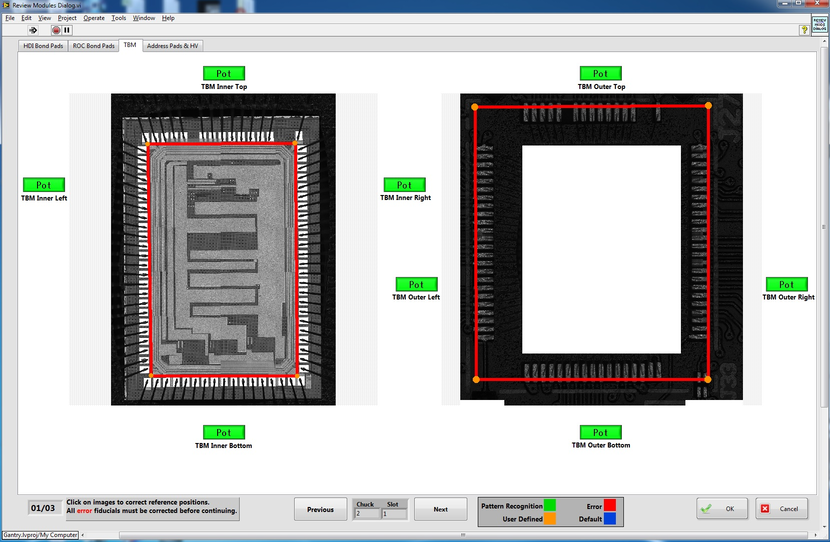 Review Modules Dialog.vi
File Edit View Project Operate Tools Window Help
REVIEW
MODS
DIALOG
HDI Bond Pads ROC Bond Pads TBM Address Pads & HV
Pot
TBM Inner Top
Pot
TBM Outer Top
Pot
TBM Inner Left
Pot
TBM Inner Right
Pot
TBM Outer Left
Pot
TBM Outer Right
Pot
TBM Inner Bottom
Pot
TBM Outer Bottom
01/03
Click on images to correct reference positions.
All error fiducials must be corrected before continuing.
Previous
Chuck Slot
2 1
Next
Pattern Recognition Error
User Defined Default
OK
Cancel
Gantry.lvproj/My Computer